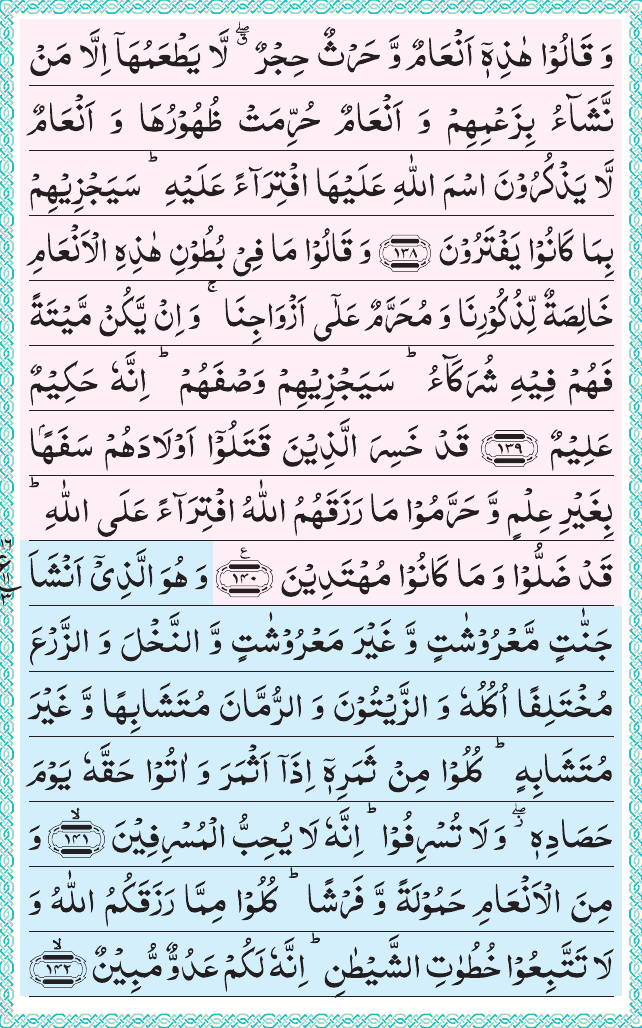 وَ قَالُوۡا هٰذِهٖۤ اَنۡعَامٌ وَّ حَرۡثٌ حِجۡرٌ ۖۗ لَّا يَطۡعَمُهَاۤ اِلَّا مَنۡ
نَّشَآءُ بِزَعۡمِهِمۡ وَ اَنۡعَامٌ حُرِّمَتۡ ظُهُوۡرُهَا وَ اَنۡعَامٌ
لَّا يَذۡكُرُوۡنَ اسۡمَ اللّٰهِ عَلَيۡهَا افۡتِرَآءً عَلَيۡهِ ؕ سَيَجۡزِيۡهِمۡ
بِمَا كَانُوۡا يَفۡتَرُوۡنَ ﴿۱۳۸﴾ وَ قَالُوۡا مَا فِىۡ بُطُوۡنِ هٰذِهِ الۡاَنۡعَامِ
خَالِصَةٌ لِّذُكُوۡرِنَا وَ مُحَرَّمٌ عَلٰٓى اَزۡوَاجِنَا ۚ وَ اِنۡ يَّكُنۡ مَّيۡتَةً
فَهُمۡ فِيۡهِ شُرَكَآءُ ؕ سَيَجۡزِيۡهِمۡ وَصۡفَهُمۡ ؕ اِنَّهٗ حَكِيۡمٌ
عَلِيۡمٌ ﴿۱۳۹﴾ قَدۡ خَسِرَ الَّذِيۡنَ قَتَلُوۡۤا اَوۡلَادَهُمۡ سَفَهًۢا
بِغَيۡرِ عِلۡمٍ وَّ حَرَّمُوۡا مَا رَزَقَهُمُ اللّٰهُ افۡتِرَآءً عَلَى اللّٰهِ ؕ
قَدۡ ضَلُّوۡا وَ مَا كَانُوۡا مُهۡتَدِيۡنَ ﴿۱۴۰﴾ وَ هُوَ الَّذِىۡۤ اَنۡشَاَ
جَنّٰتٍ مَّعۡرُوۡشٰتٍ وَّ غَيۡرَ مَعۡرُوۡشٰتٍ وَّ النَّخۡلَ وَ الزَّرۡعَ
مُخۡتَلِفًا اُكُلُهٗ وَ الزَّيۡتُوۡنَ وَ الرُّمَّانَ مُتَشَابِهًا وَّ غَيۡرَ
مُتَشَابِهٍ ؕ كُلُوۡا مِنۡ ثَمَرِهٖۤ اِذَاۤ اَثۡمَرَ وَ اٰتُوۡا حَقَّهٗ يَوۡمَ
حَصَادِهٖ ۖ وَ لَا تُسۡرِفُوۡا ؕ اِنَّهٗ لَا يُحِبُّ الۡمُسۡرِفِيۡنَ ﴿۱۴۱﴾ۙ وَ
مِنَ الۡاَنۡعَامِ حَمُوۡلَةً وَّ فَرۡشًا ؕ كُلُوۡا مِمَّا رَزَقَكُمُ اللّٰهُ وَ
لَا تَتَّبِعُوۡا خُطُوٰتِ الشَّيۡطٰنِ ؕ اِنَّهٗ لَكُمۡ عَدُوٌّ مُّبِيۡنٌ ﴿۱۴۲﴾ۙ